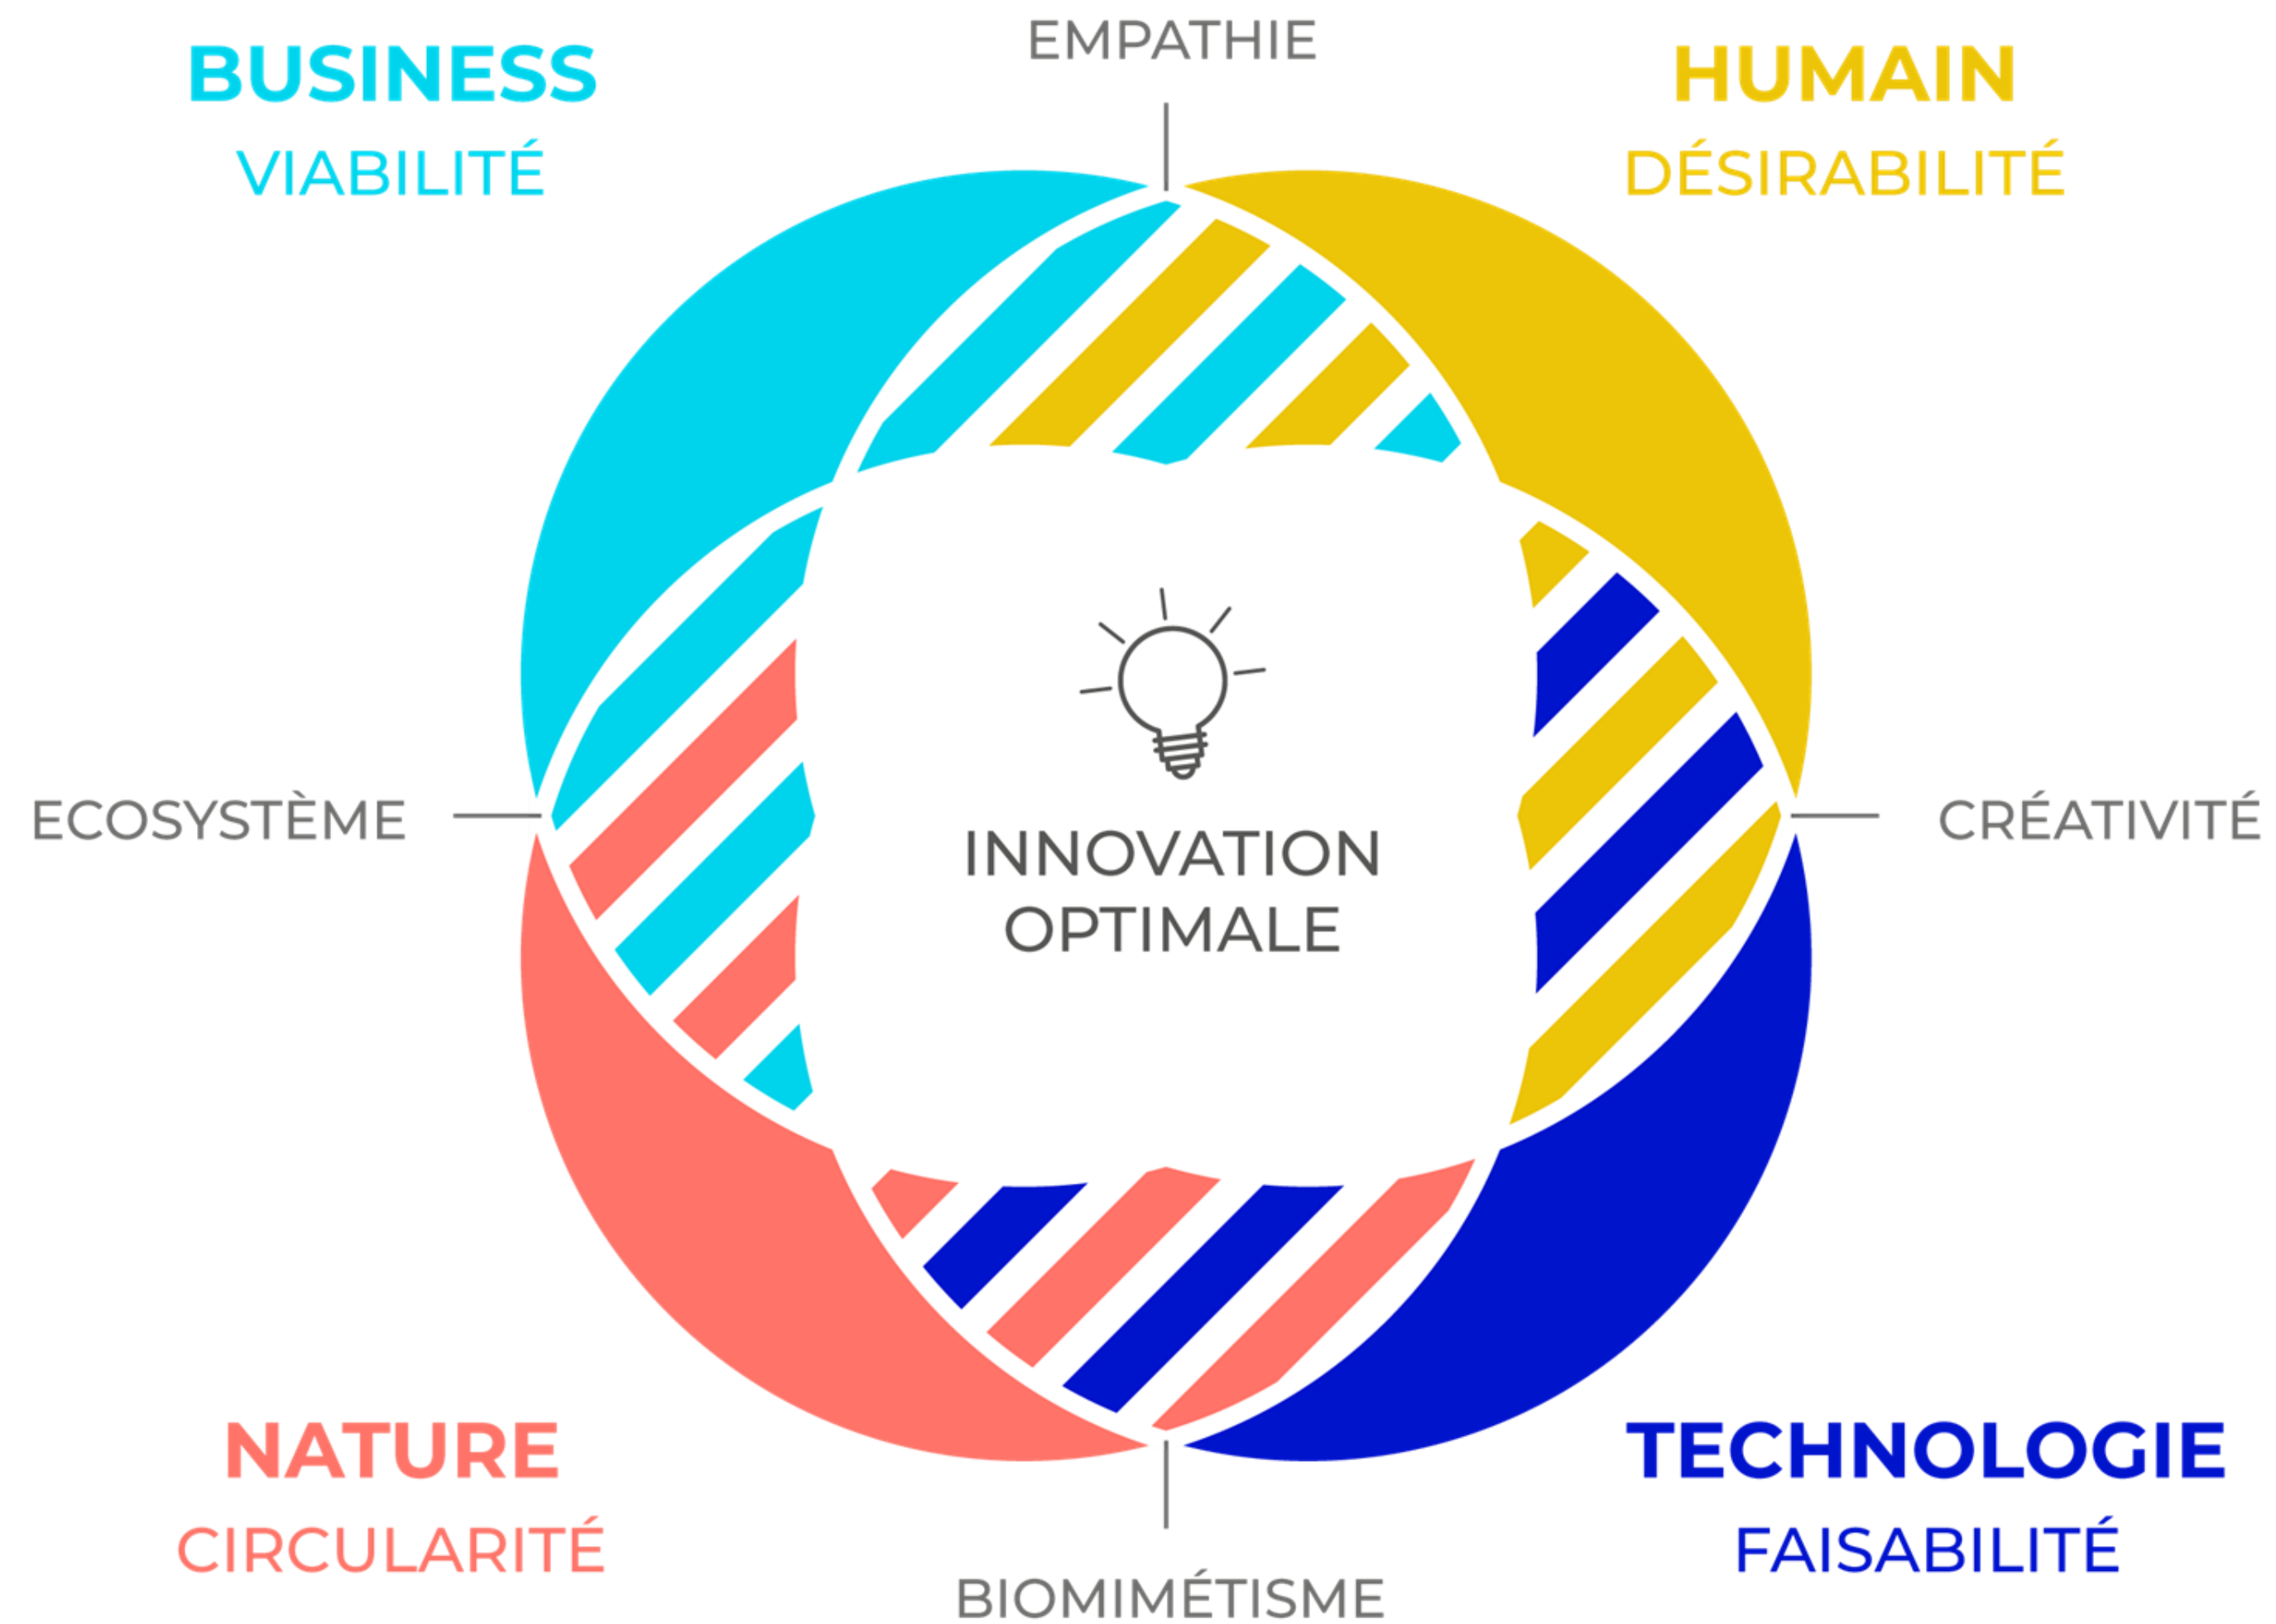 EMPATHIE
BUSINESS
VIABILITÉ
HUMAIN
DÉSIRABILITÉ
ECOSYSTÈME
INNOVATION
OPTIMALE
CRÉATIVITÉ
NATURE
CIRCULARITÉ
TECHNOLOGIE
FAISABILITÉ
BIOMIMÉTISME